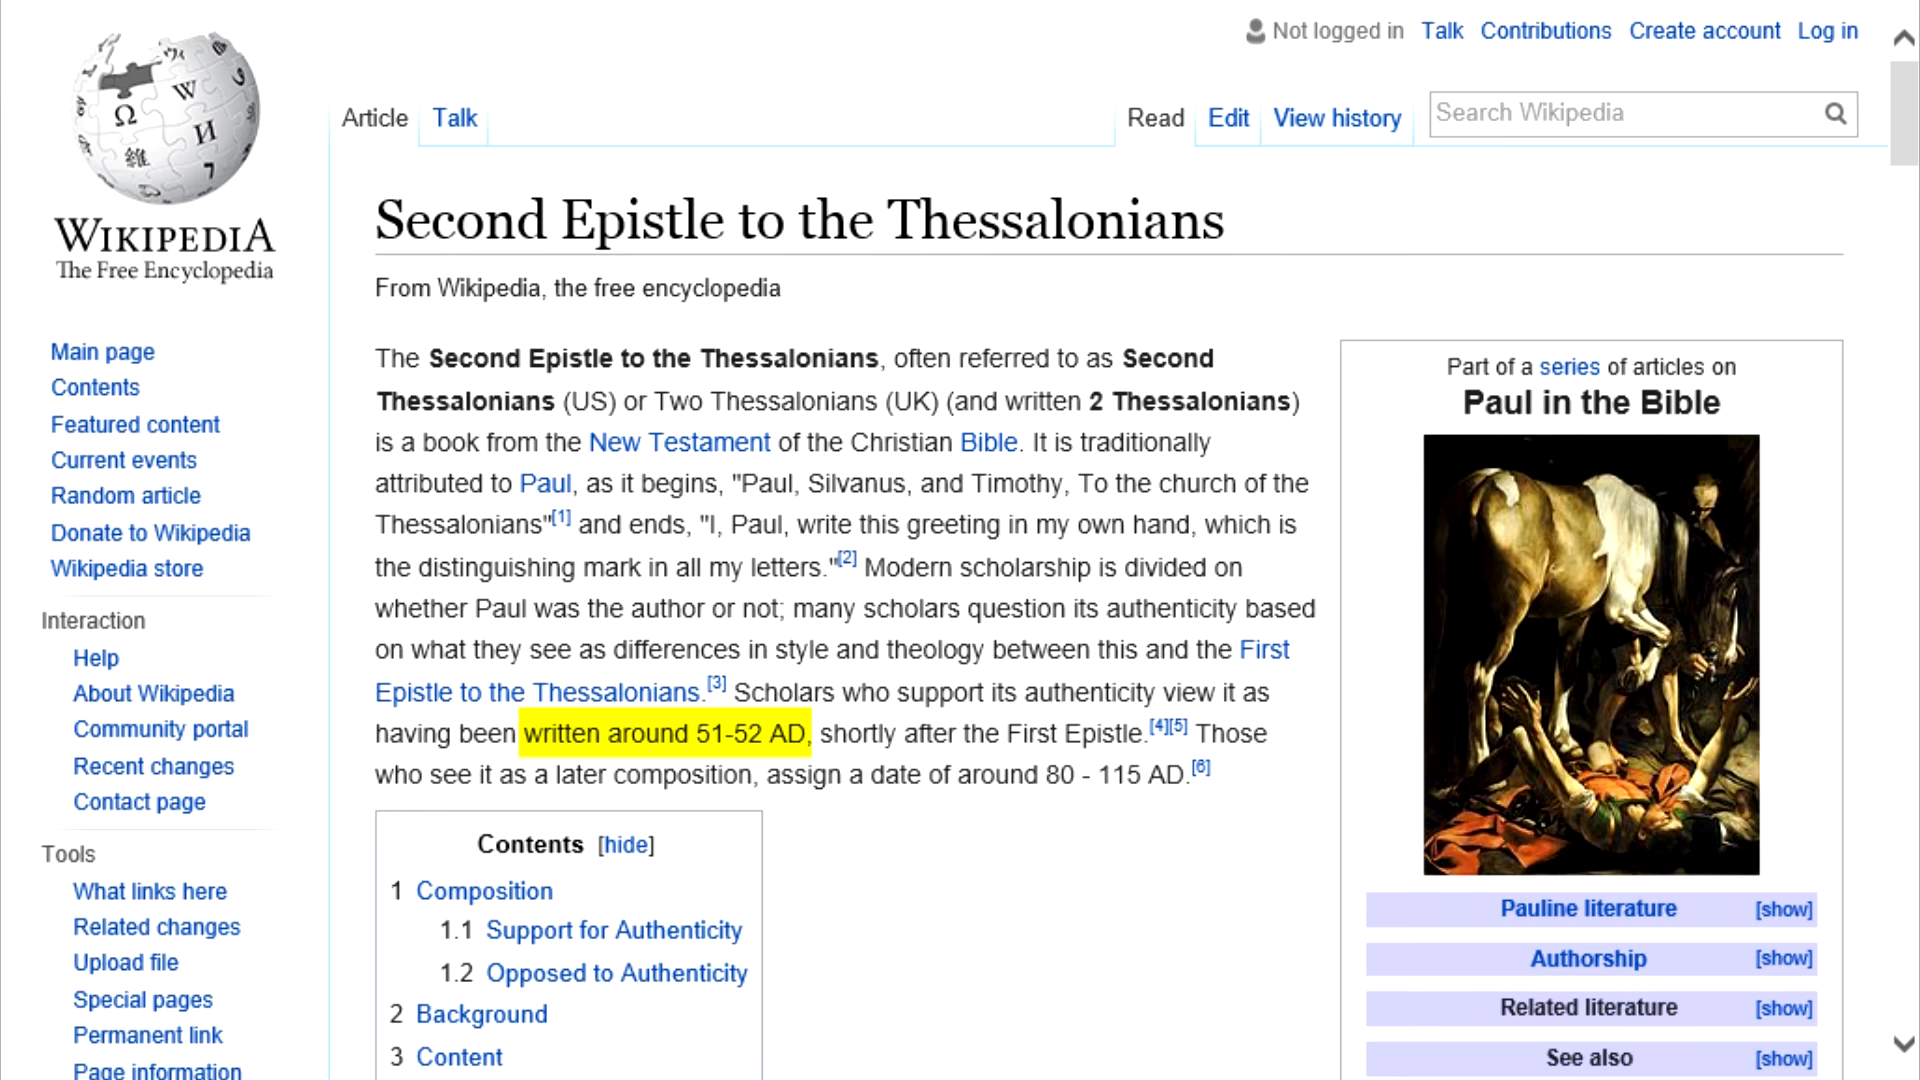 Not logged in Talk Contributions Create account Log in
Article Talk Read Edit View history Search Wikipedia
Ω W И 維 7
WIKIPEDIA
The Free Encyclopedia
Main page
Contents
Featured content
Current events
Random article
Donate to Wikipedia
Wikipedia store
Interaction
Help
About Wikipedia
Community portal
Recent changes
Contact page
Tools
What links here
Related changes
Upload file
Special pages
Permanent link
Page information
Second Epistle to the Thessalonians
From Wikipedia, the free encyclopedia
The Second Epistle to the Thessalonians, often referred to as Second
Thessalonians (US) or Two Thessalonians (UK) (and written 2 Thessalonians)
is a book from the New Testament of the Christian Bible. It is traditionally
attributed to Paul, as it begins, "Paul, Silvanus, and Timothy, To the church of the
Thessalonians"[1] and ends, "I, Paul, write this greeting in my own hand, which is
the distinguishing mark in all my letters."[2] Modern scholarship is divided on
whether Paul was the author or not; many scholars question its authenticity based
on what they see as differences in style and theology between this and the First
Epistle to the Thessalonians.[3] Scholars who support its authenticity view it as
having been written around 51-52 AD, shortly after the First Epistle.[4][5] Those
who see it as a later composition, assign a date of around 80 - 115 AD.[6]
Contents [hide]
1 Composition
1.1 Support for Authenticity
1.2 Opposed to Authenticity
2 Background
3 Content
Part of a series of articles on
Paul in the Bible
Pauline literature [show]
Authorship [show]
Related literature [show]
See also [show]